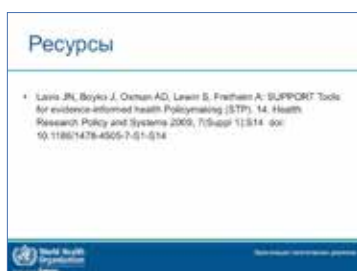 Ресурсы
• Lavis JN, Boyko J, Oxman AD, Lewin S, Fretheim A: SUPPORT Tools
for evidence-informed health Policymaking (STP). 14. Health
Research Policy and Systems 2009, 7(Suppl 1):S14 doi:
10.1186/1478-4505-7-S1-S14
World Health
Organization